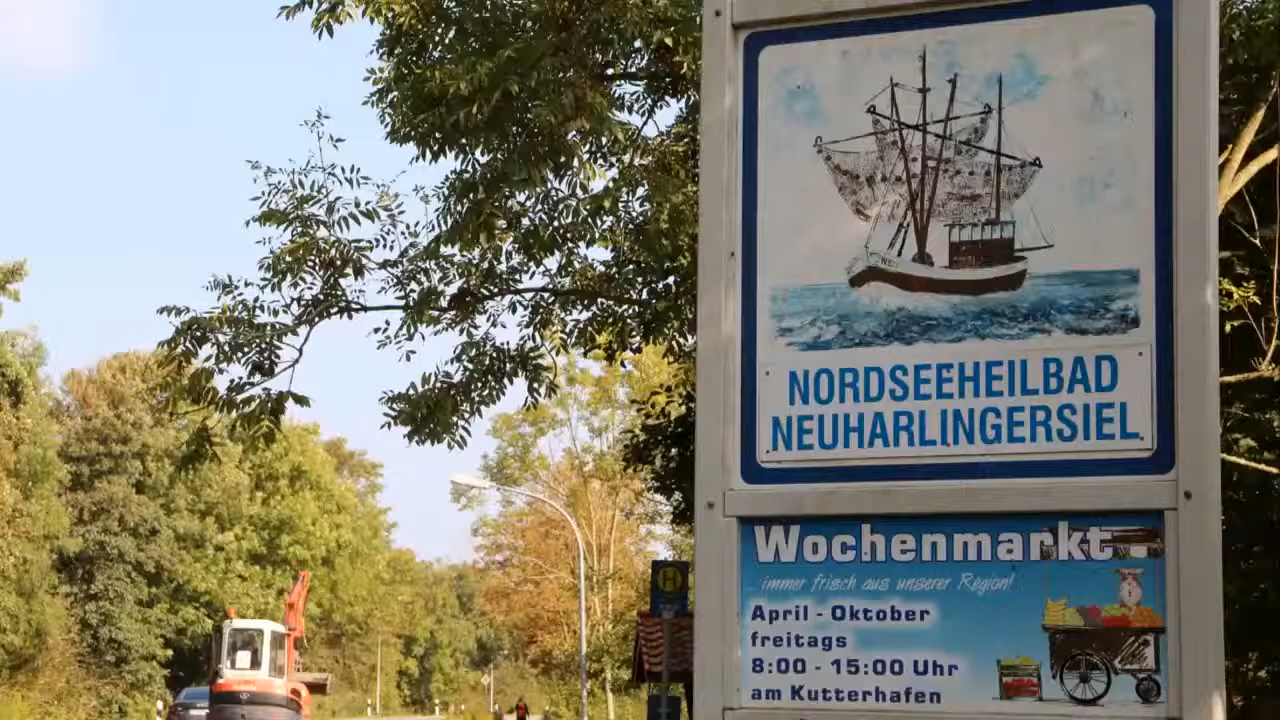 NORDSEEHEILBAD
NEUHARLINGERSIEL
Wochenmarkt
immer frisch aus unserer Region!
April - Oktober
freitags
8:00 - 15:00 Uhr
am Kutterhafen
H